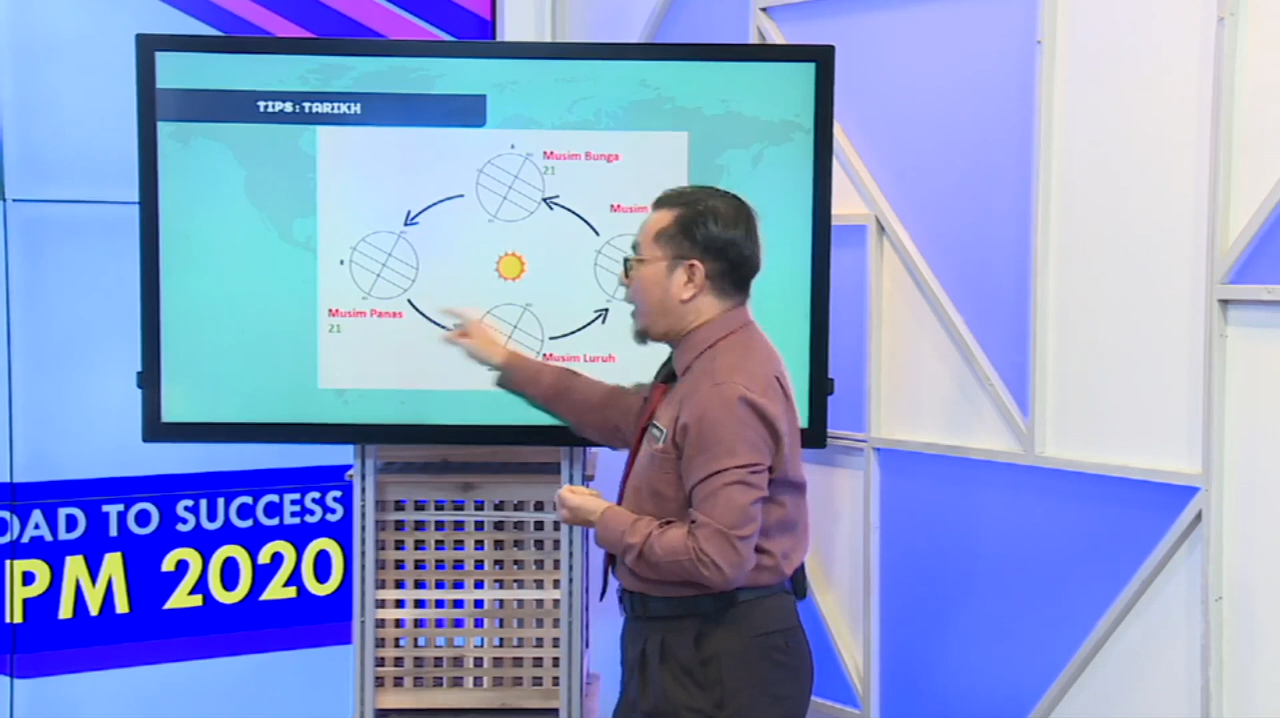 TIPS : TARIKH
Musim Bunga
21
Musim
Musim Panas
21
Musim Luruh
OAD TO SUCCESS
PM 2020